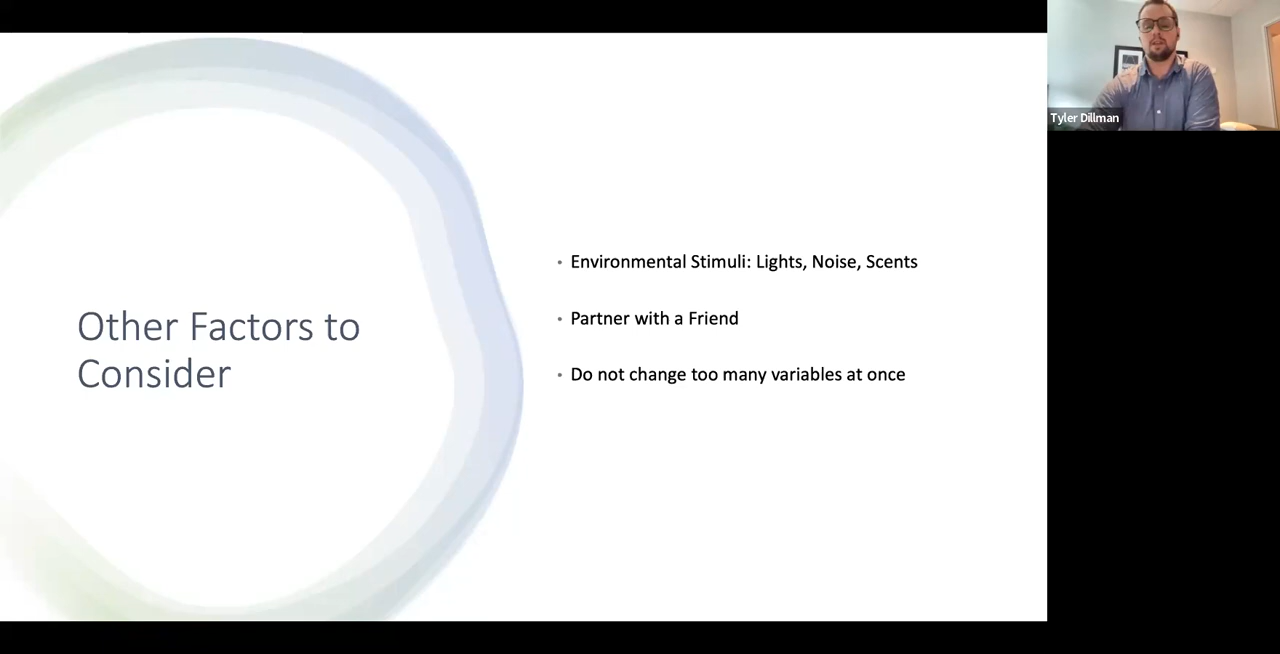 Tyler Dillman
Other Factors to
Consider
• Environmental Stimuli: Lights, Noise, Scents
• Partner with a Friend
• Do not change too many variables at once